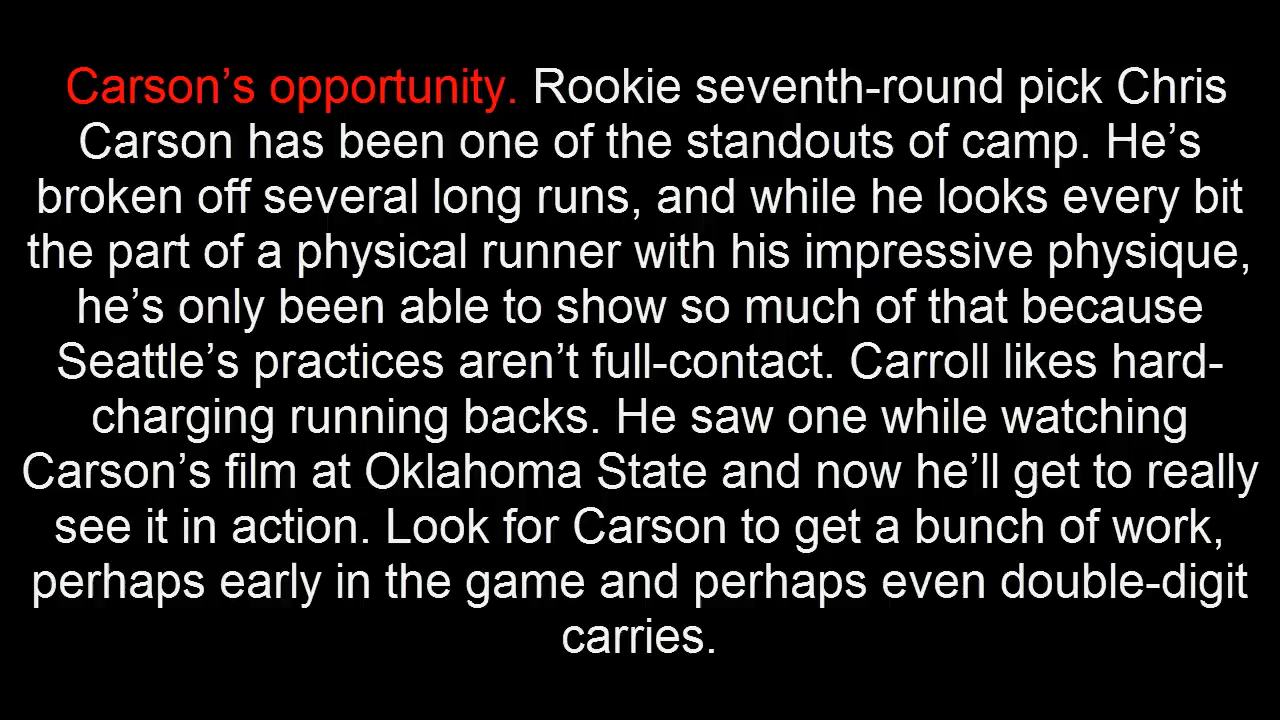 Carson’s opportunity. Rookie seventh-round pick Chris
Carson has been one of the standouts of camp. He’s
broken off several long runs, and while he looks every bit
the part of a physical runner with his impressive physique,
he’s only been able to show so much of that because
Seattle’s practices aren’t full-contact. Carroll likes hard-
charging running backs. He saw one while watching
Carson’s film at Oklahoma State and now he’ll get to really
see it in action. Look for Carson to get a bunch of work,
perhaps early in the game and perhaps even double-digit
carries.